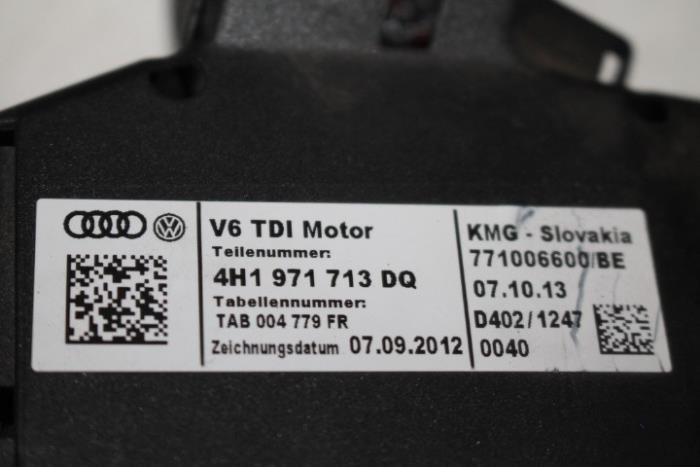 V6 TDI Motor
Teilenummer:
4H1 971 713 DQ
Tabellennummer:
TAB 004 779 FR
Zeichnungsdatum 07.09.2012
KMG - Slovakia
771006600/BE
07.10.13
D402/1247
0040